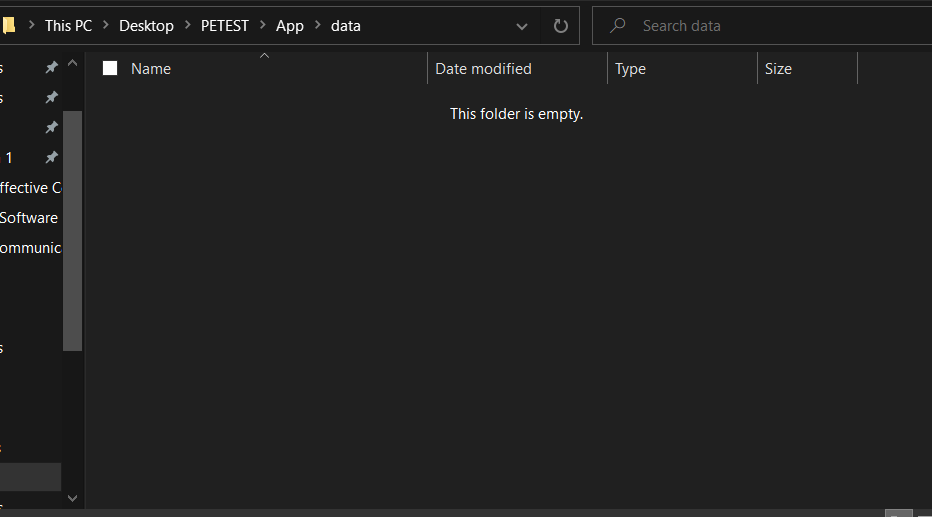 This PC > Desktop > PETEST > App > data
Search data
Name Date modified Type Size
This folder is empty.
1
ffective C
Software
ommunic